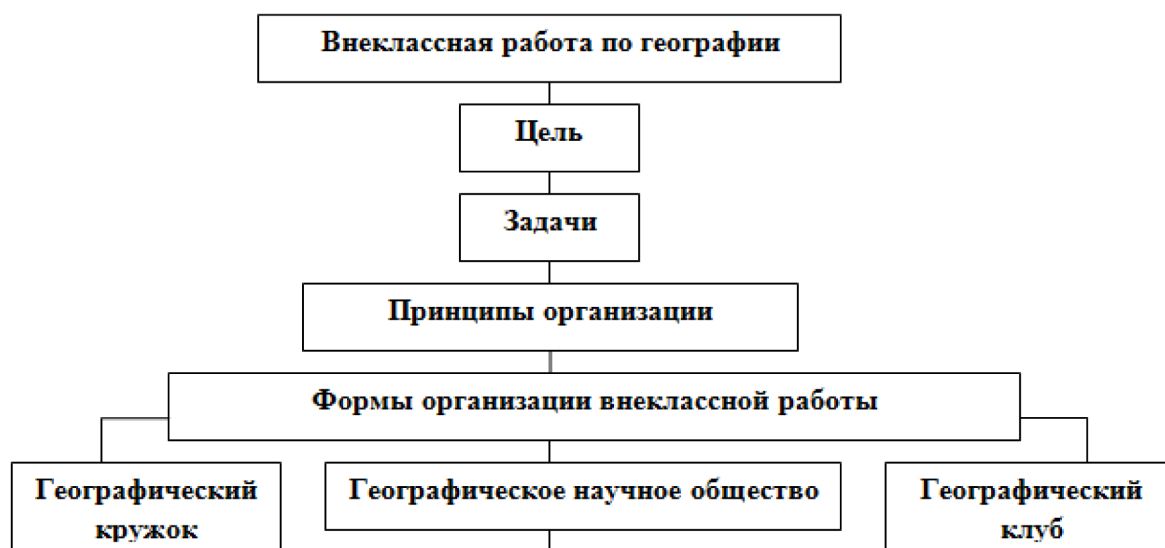 Внеклассная работа по географии
Цель
Задачи
Принципы организации
Формы организации внеклассной работы
Географический
кружок
Географическое научное общество
Географический
клуб